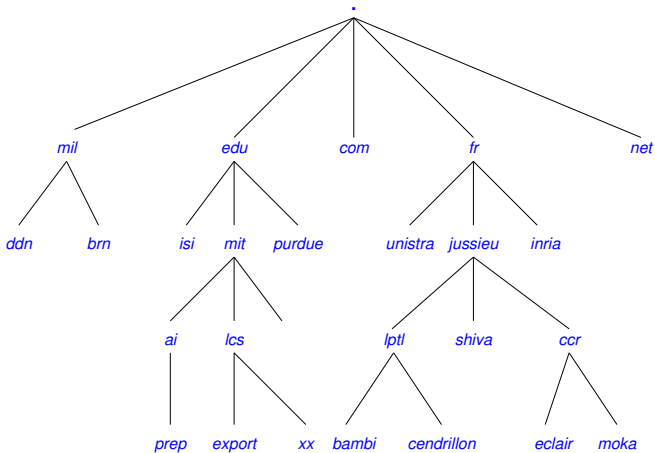 .
mil edu com fr net
ddn brn isi mit purdue unistra jussieu inria
ai lcs lptl shiva ccr
prep export xx bambi cendrillon eclair moka